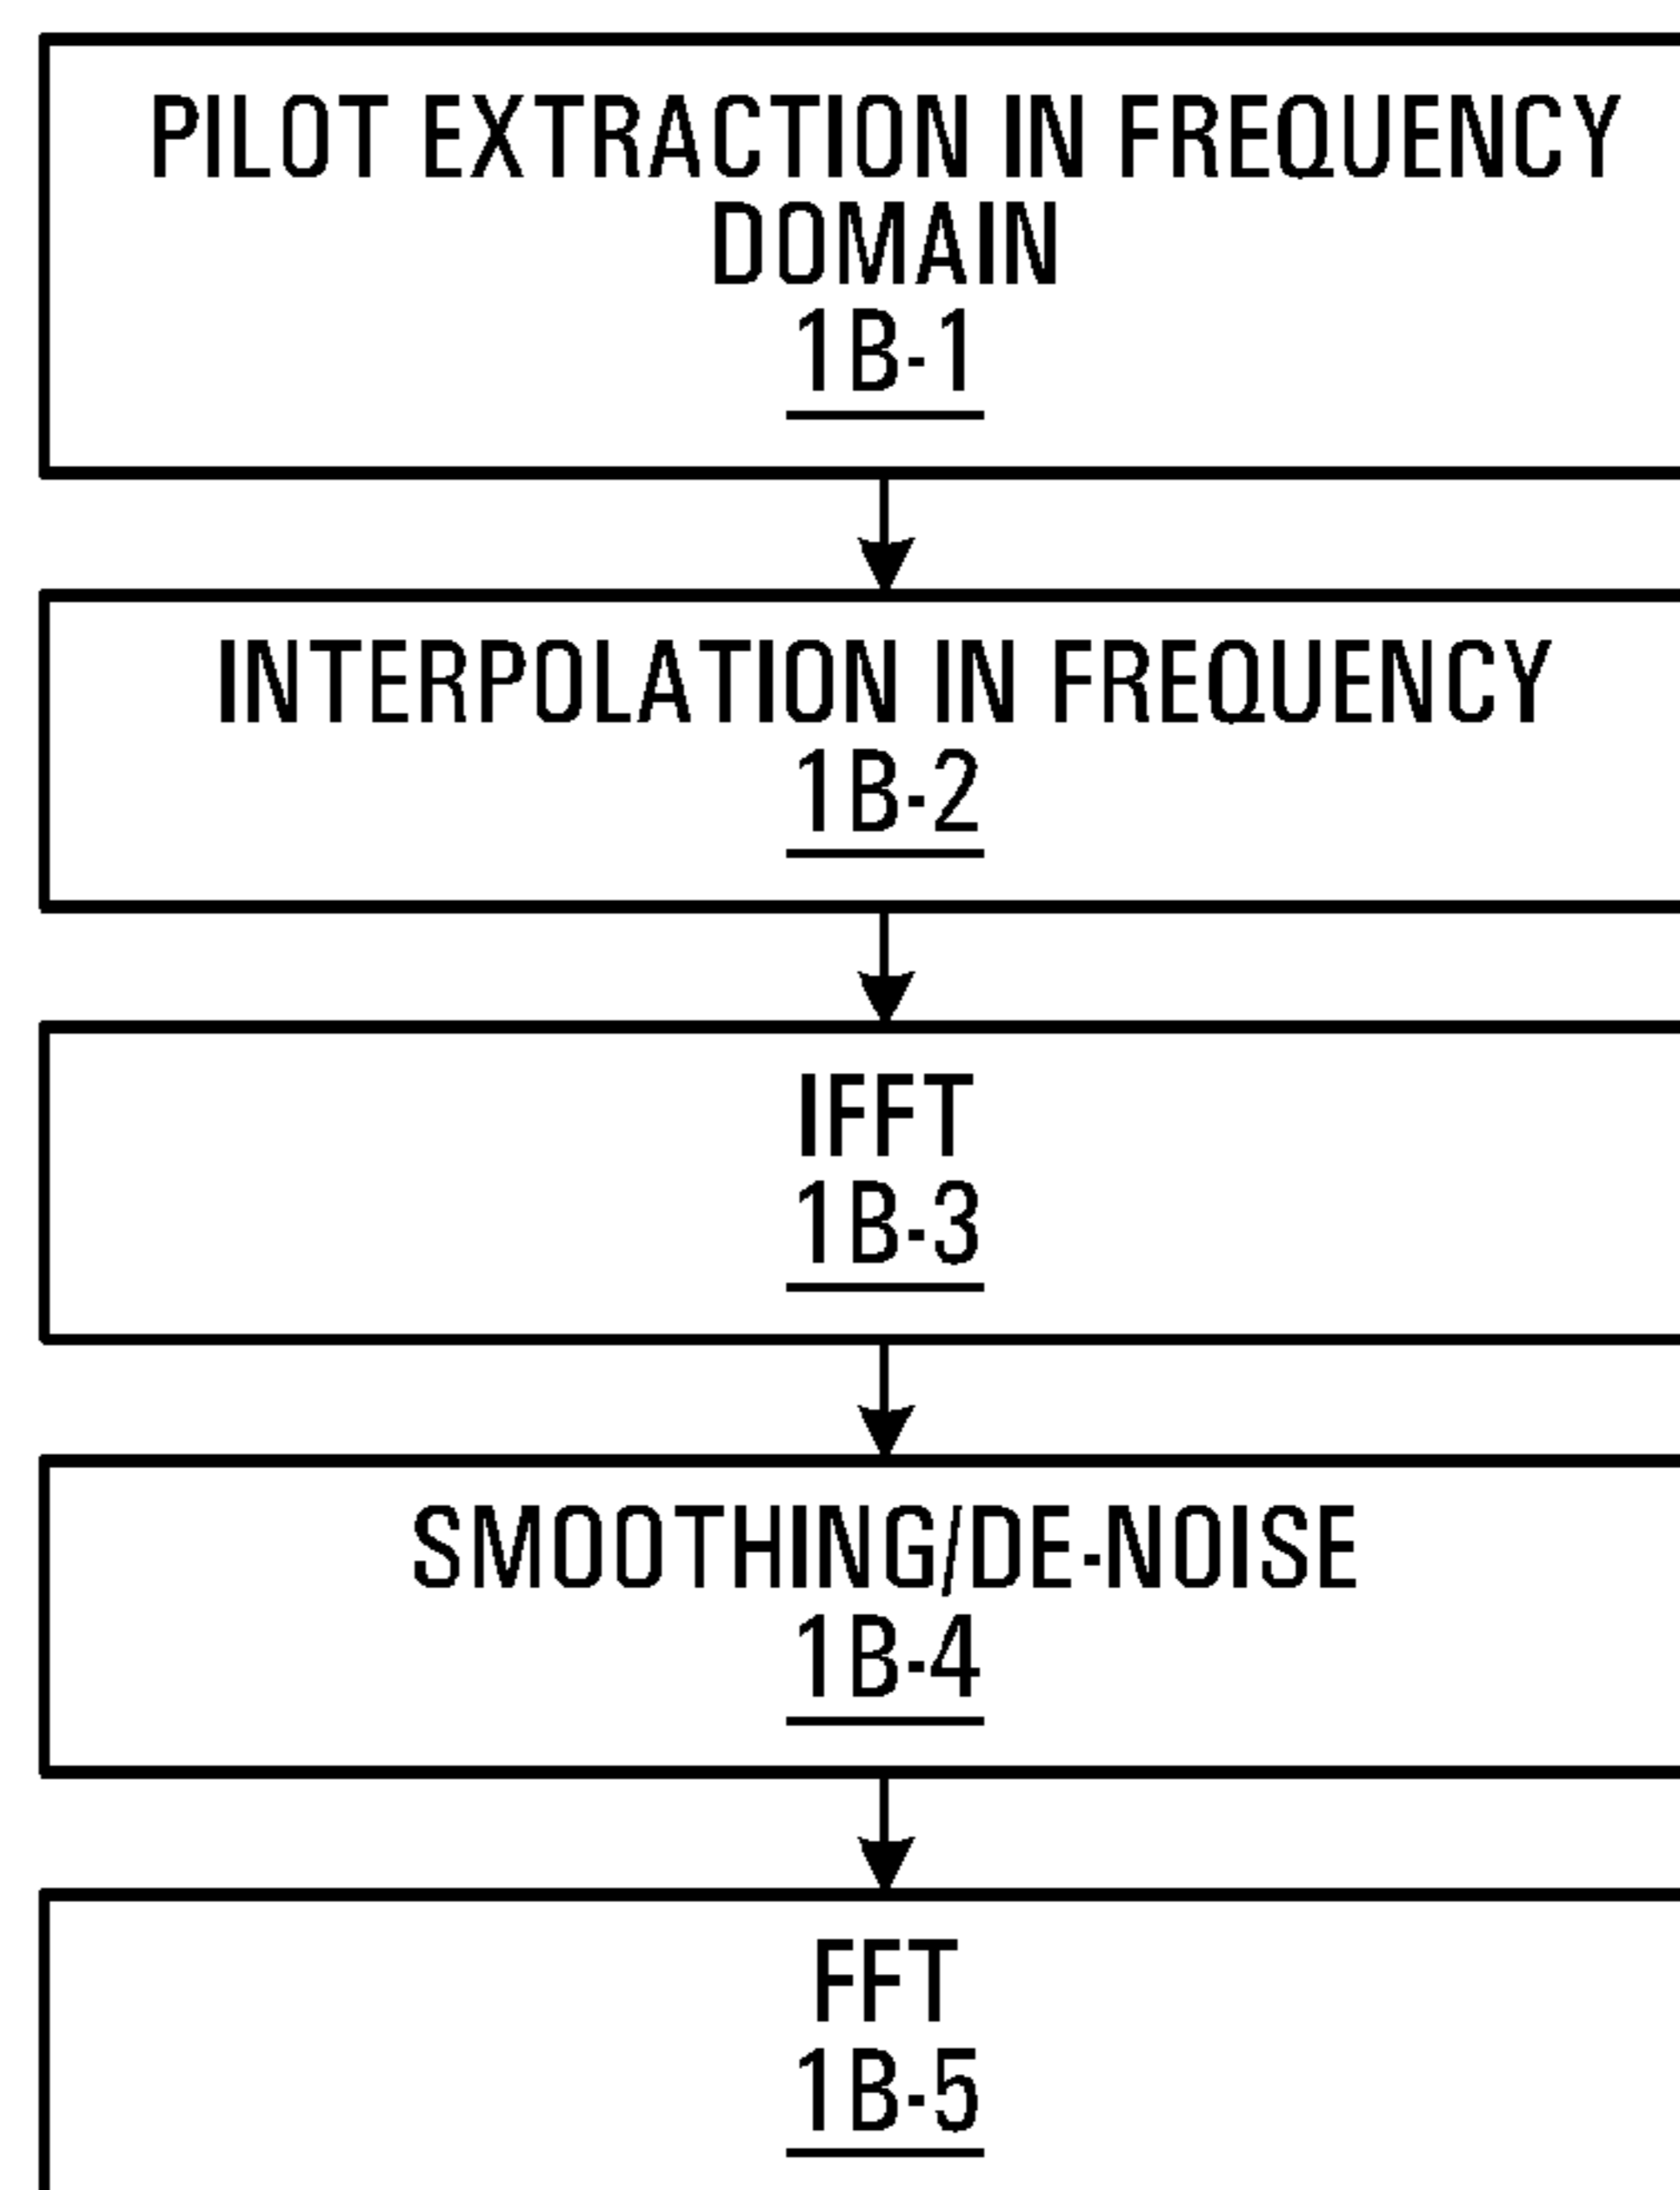 PILOT EXTRACTION IN FREQUENCY
DOMAIN
1B-1
INTERPOLATION IN FREQUENCY
1B-2
IFFT
1B-3
SMOOTHING/DE-NOISE
1B-4
FFT
1B-5